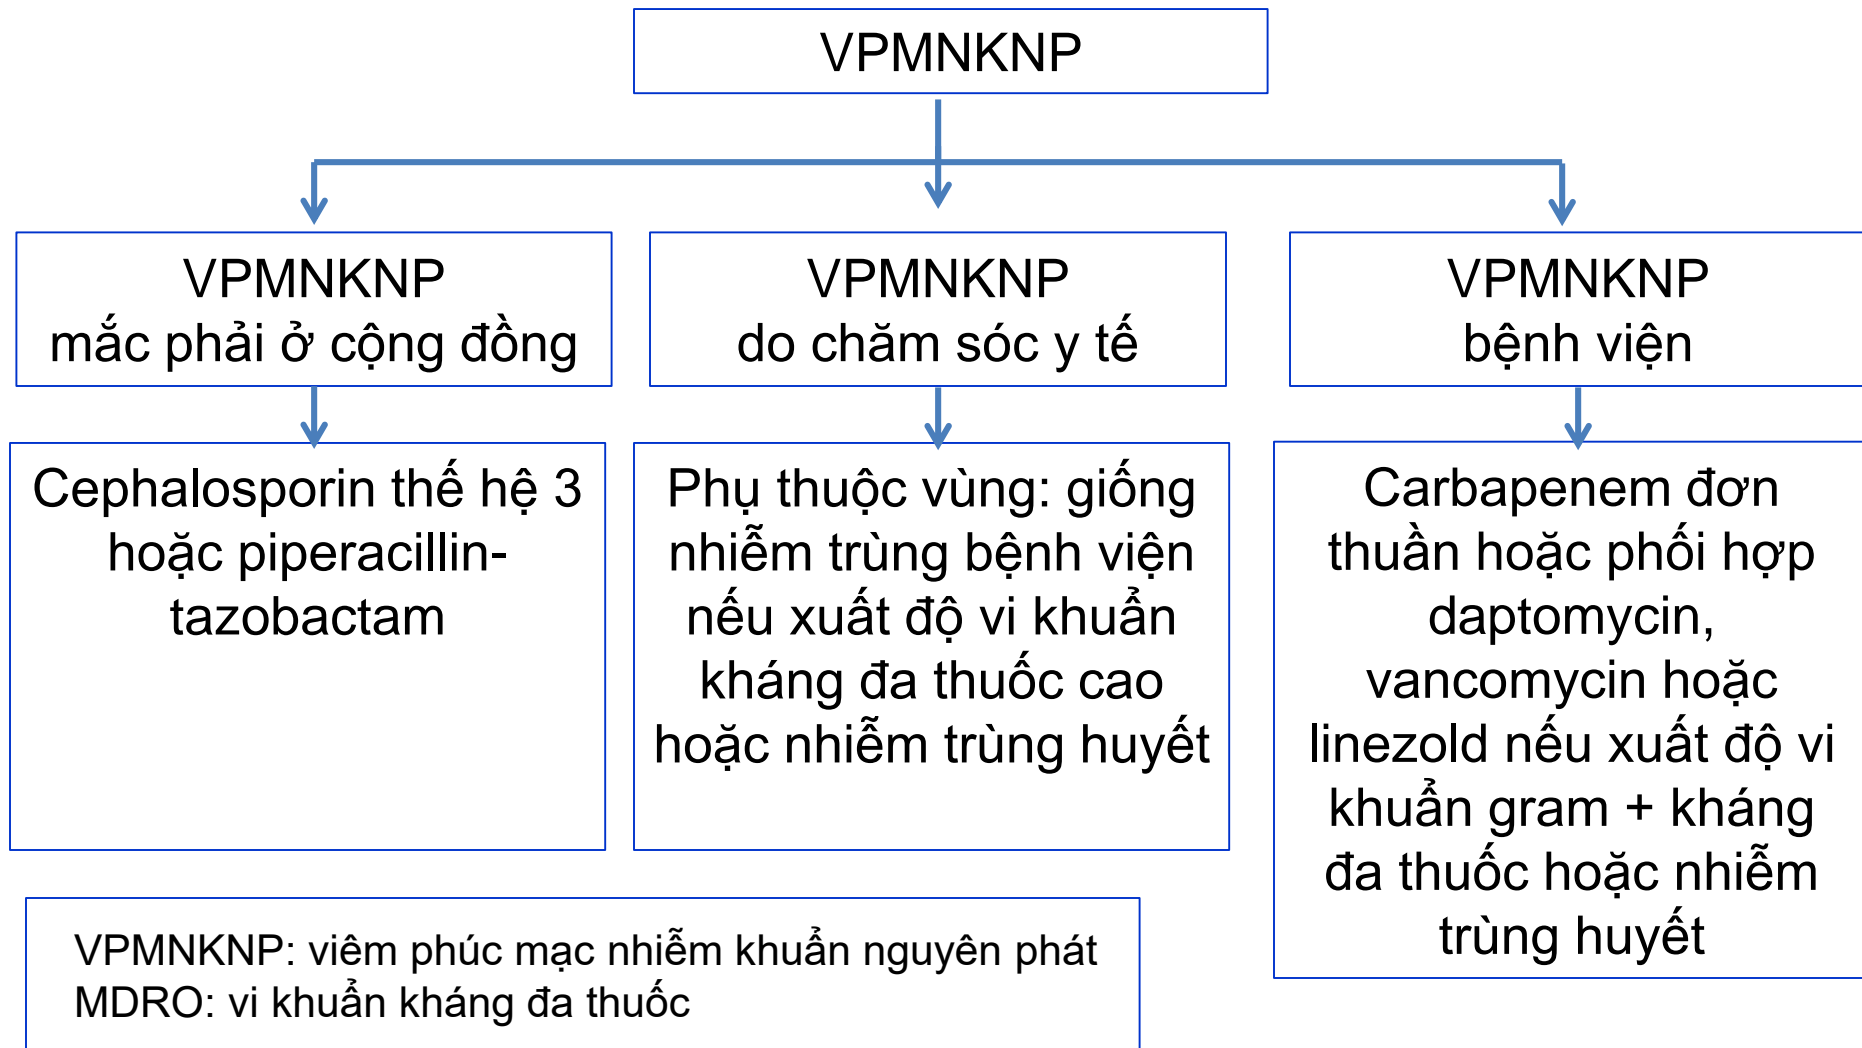 VPMNKNP
VPMNKNP
mắc phải ở cộng đồng
VPMNKNP
do chăm sóc y tế
VPMNKNP
bệnh viện
Cephalosporin thế hệ 3
hoặc piperacillin-
tazobactam
Phụ thuộc vùng: giống
nhiễm trùng bệnh viện
nếu xuất độ vi khuẩn
kháng đa thuốc cao
hoặc nhiễm trùng huyết
Carbapenem đơn
thuần hoặc phối hợp
daptomycin,
vancomycin hoặc
linezold nếu xuất độ vi
khuẩn gram + kháng
đa thuốc hoặc nhiễm
trùng huyết
VPMNKNP: viêm phúc mạc nhiễm khuẩn nguyên phát
MDRO: vi khuẩn kháng đa thuốc